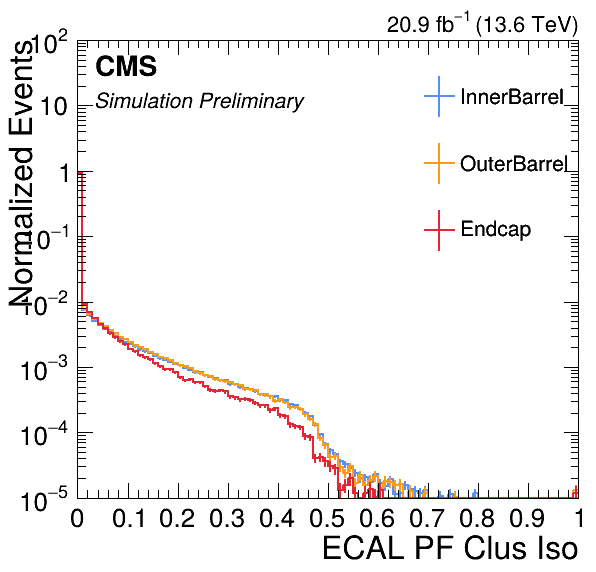 20.9 fb⁻¹ (13.6 TeV)
CMS
Simulation Preliminary
InnerBarrel
OuterBarrel
Endcap
Normalized Events
10²
10
1
10⁻¹
10⁻²
10⁻³
10⁻⁴
10⁻⁵
0 0.1 0.2 0.3 0.4 0.5 0.6 0.7 0.8 0.9 1
ECAL PF Clus Iso